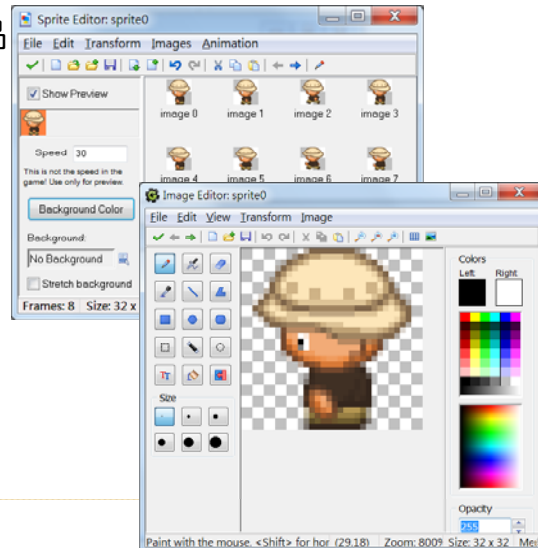 Sprite Editor: sprite0
File Edit Transform Images Animation
Show Preview
image 0 image 1 image 2 image 3
Speed 30
This is not the speed in the
game! Use only for preview.
image 4 image 5 image 6 image 7
Background Color
Background:
No Background
Stretch background
Frames: 8 Size: 32 x
Image Editor: sprite0
File Edit View Transform Image
Colors
Left Right
TT
Size
Opacity
255
Paint with the mouse. <Shift> for hor (29,18) Zoom: 800% Size: 32 x 32